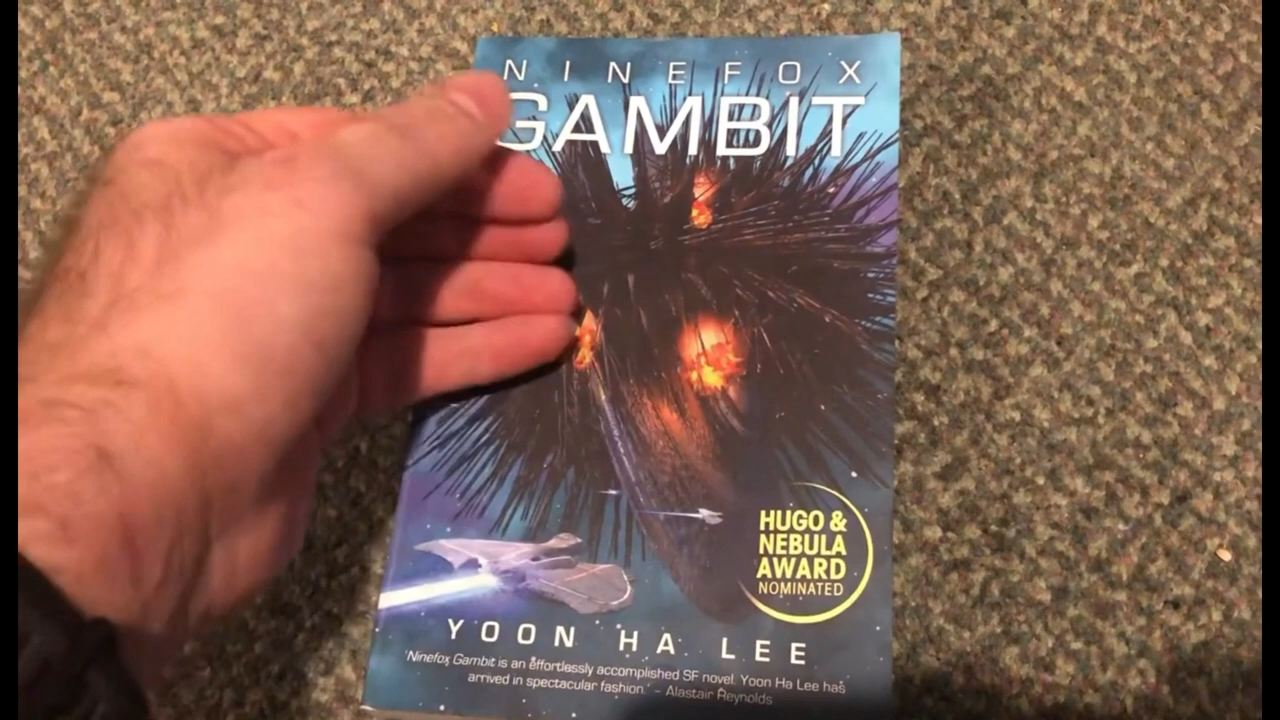 NINEFOX
GAMBIT
HUGO &
NEBULA
AWARD
NOMINATED
YOON HA LEE
'Ninefox Gambit is an effortlessly accomplished SF novel. Yoon Ha Lee has
arrived in spectacular fashion.' – Alastair Reynolds